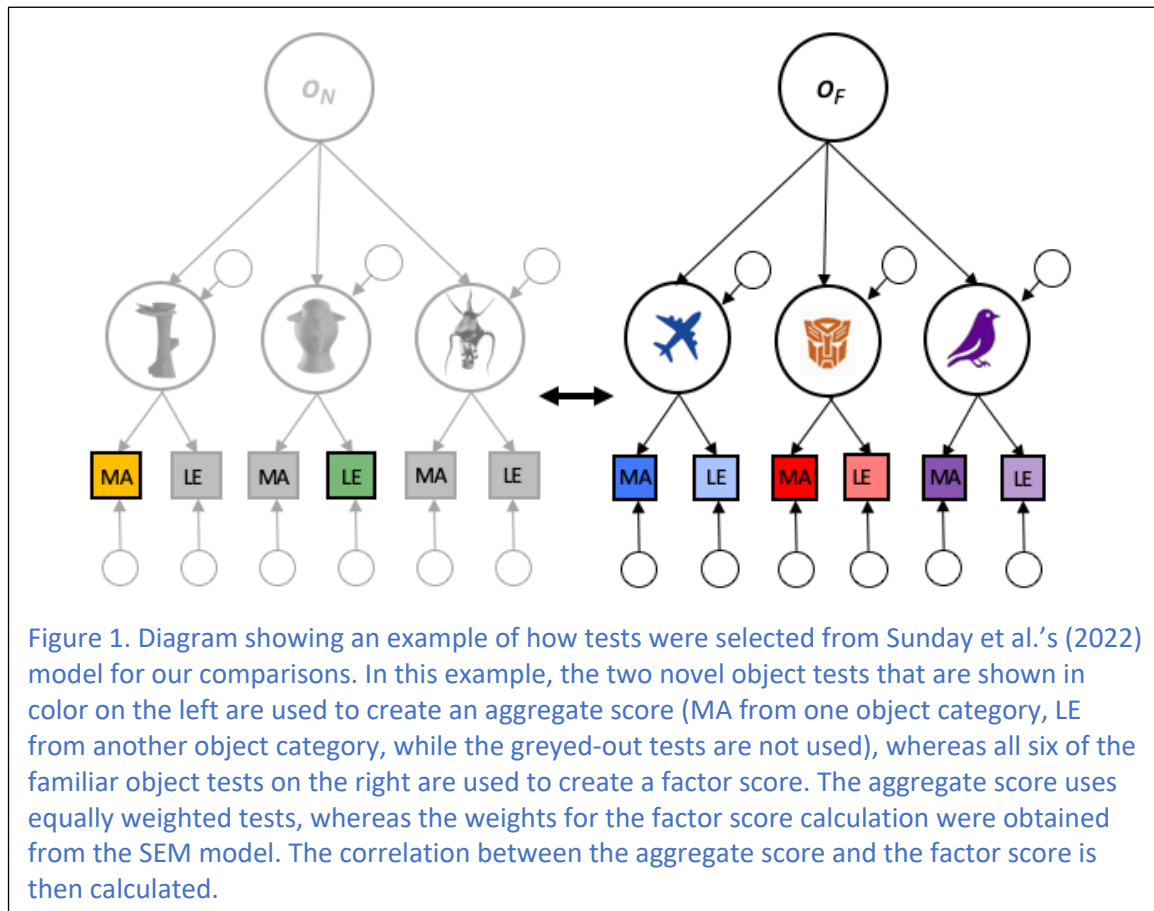 oN oF
MA LE MA LE MA LE MA LE MA LE MA LE
Figure 1. Diagram showing an example of how tests were selected from Sunday et al.’s (2022)
model for our comparisons. In this example, the two novel object tests that are shown in
color on the left are used to create an aggregate score (MA from one object category, LE
from another object category, while the greyed-out tests are not used), whereas all six of the
familiar object tests on the right are used to create a factor score. The aggregate score uses
equally weighted tests, whereas the weights for the factor score calculation were obtained
from the SEM model. The correlation between the aggregate score and the factor score is
then calculated.